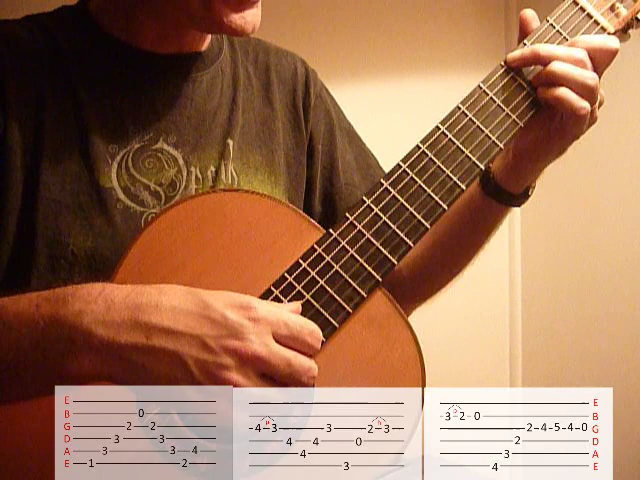 Opeth
E E
B 0 3 p 2 0 B
G 2 2 4 p 3 3 2 h 3 2 4 5 4 0 G
D 3 3 4 4 0 2 D
A 3 3 4 4 3 A
E 1 2 3 4 E